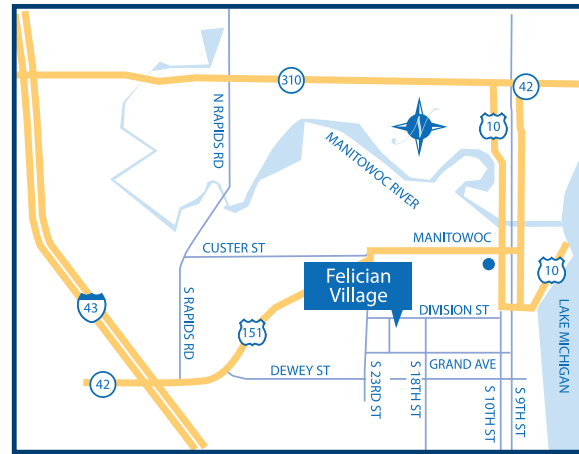 310
42
10
N RAPIDS RD
MANITOWOC RIVER
N
CUSTER ST
MANITOWOC
10
Felician
Village
43
S RAPIDS RD
151
DIVISION ST
LAKE MICHIGAN
42
DEWEY ST
GRAND AVE
S 23RD ST
S 18TH ST
S 10TH ST
S 9TH ST